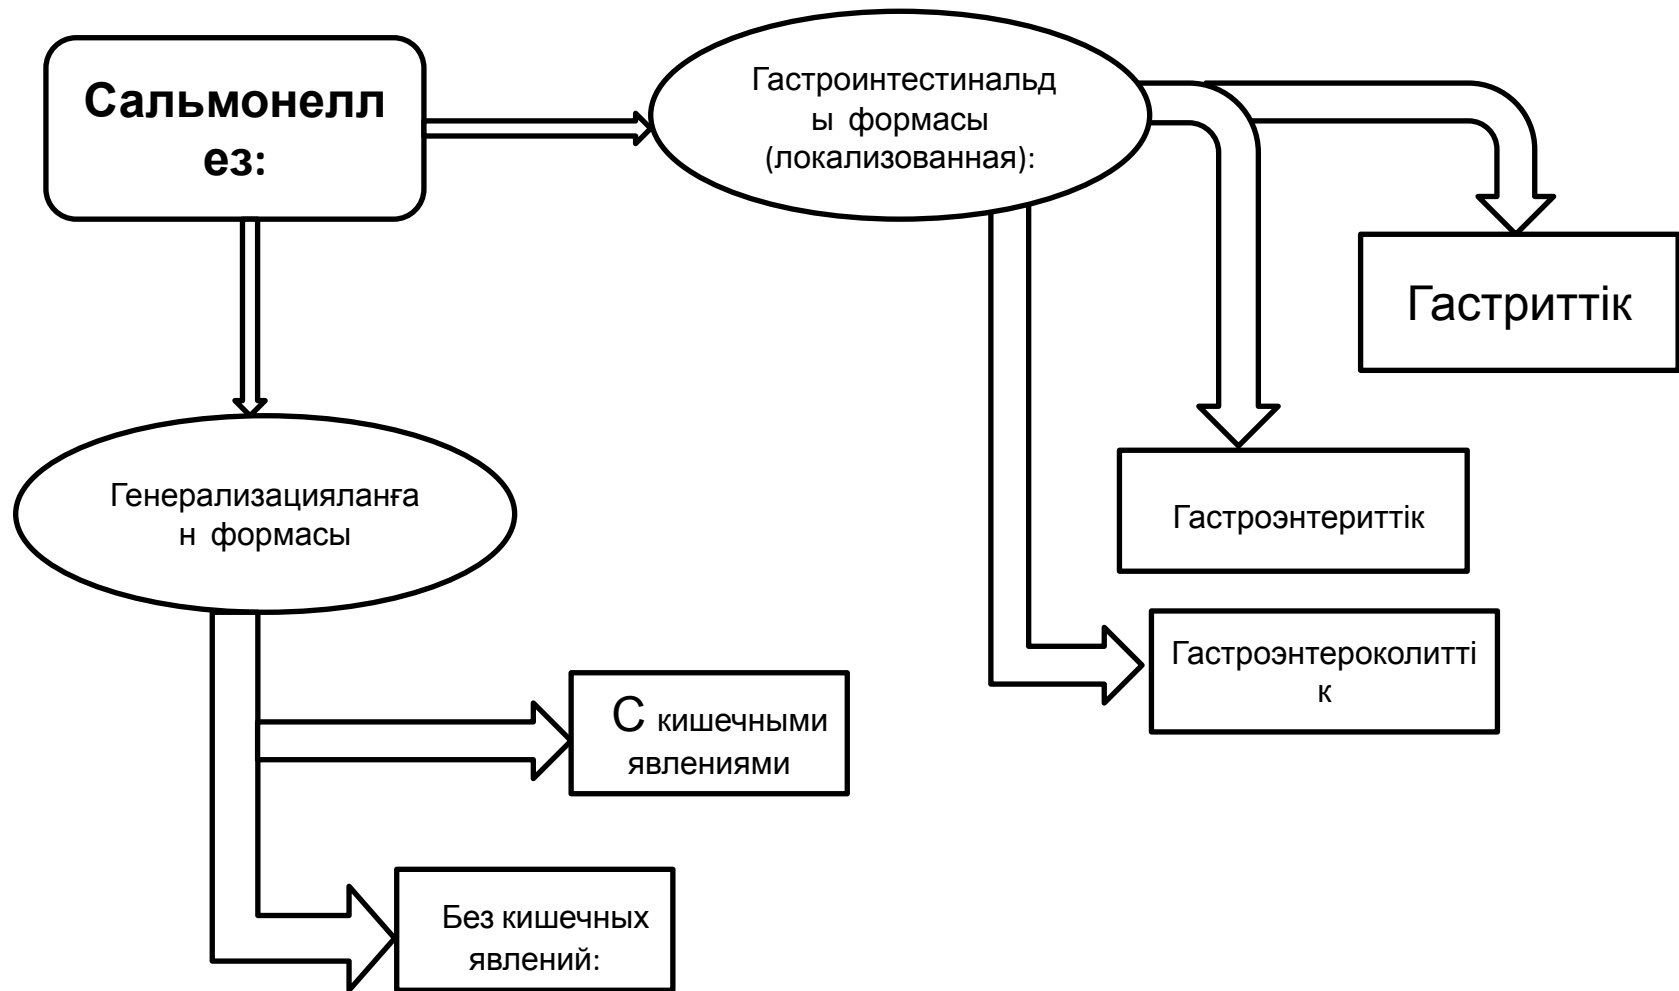 Сальмонелл
ез:
Гастроинтестинальд
ы формасы
(локализованная):
Гастриттік
Гастроэнтериттік
Гастроэнтероколитті
к
Генерализацияланға
н формасы
С кишечными
явлениями
Без кишечных
явлений: